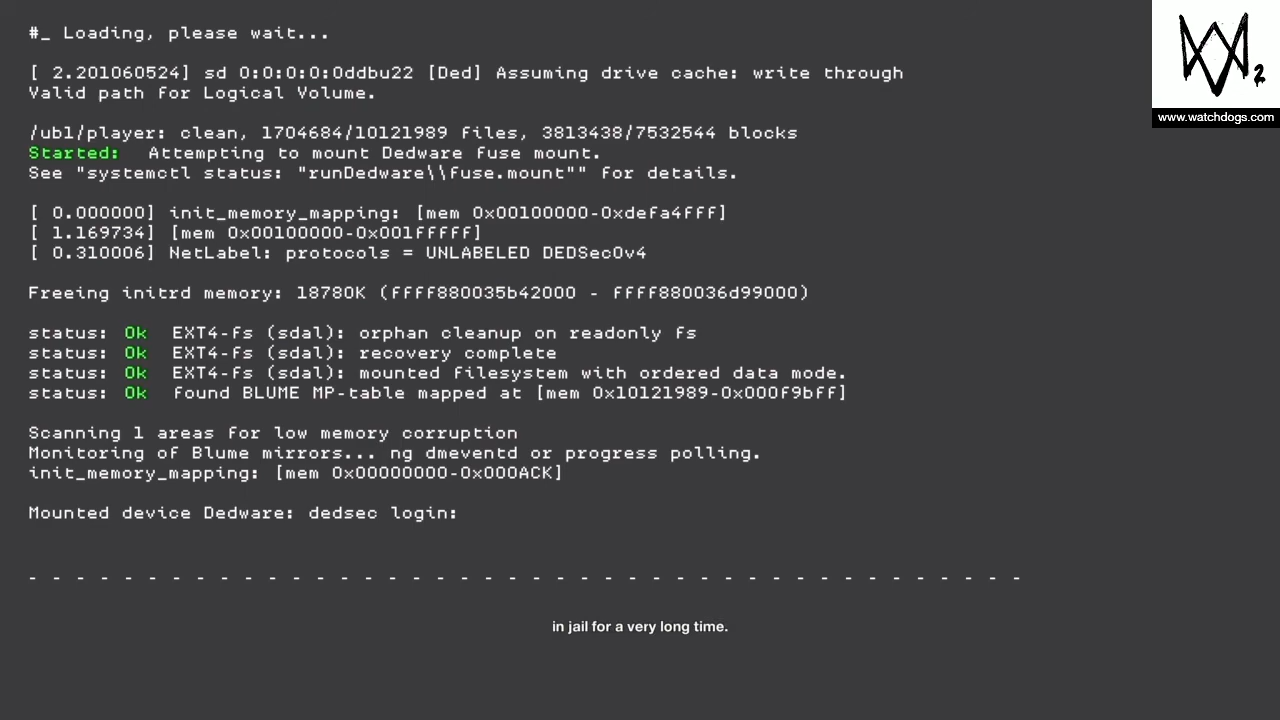 #_ Loading, please wait...
[ 2.201060524] sd 0:0:0:0:0ddbu22 [Ded] Assuming drive cache: write through
Valid path for Logical Volume.
/ubl/player: clean, 1704684/10121989 files, 3813438/7532544 blocks
Started: Attempting to mount Dedware fuse mount.
See "systemctl status: "runDedware\\fuse.mount"" for details.
[ 0.000000] init_memory_mapping: [mem 0x00100000-0xdefa4fff]
[ 1.169734] [mem 0x00100000-0x001fffff]
[ 0.310006] NetLabel: protocols = UNLABELED DEDSecOv4
Freeing initrd memory: 18780K (ffff880035b42000 - ffff880036d99000)
status: Ok EXT4-fs (sdal): orphan cleanup on readonly fs
status: Ok EXT4-fs (sdal): recovery complete
status: Ok EXT4-fs (sdal): mounted filesystem with ordered data mode.
status: Ok found BLUME MP-table mapped at [mem 0x10121989-0x000f9bff]
Scanning 1 areas for low memory corruption
Monitoring of Blume mirrors... ng dmeventd or progress polling.
init_memory_mapping: [mem 0x00000000-0x000ACK]
Mounted device Dedware: dedsec login:
- - - - - - - - - - - - - - - - - - - - - - - - - - - - - - - - - - - - - - - - - -
in jail for a very long time.
2
www.watchdogs.com